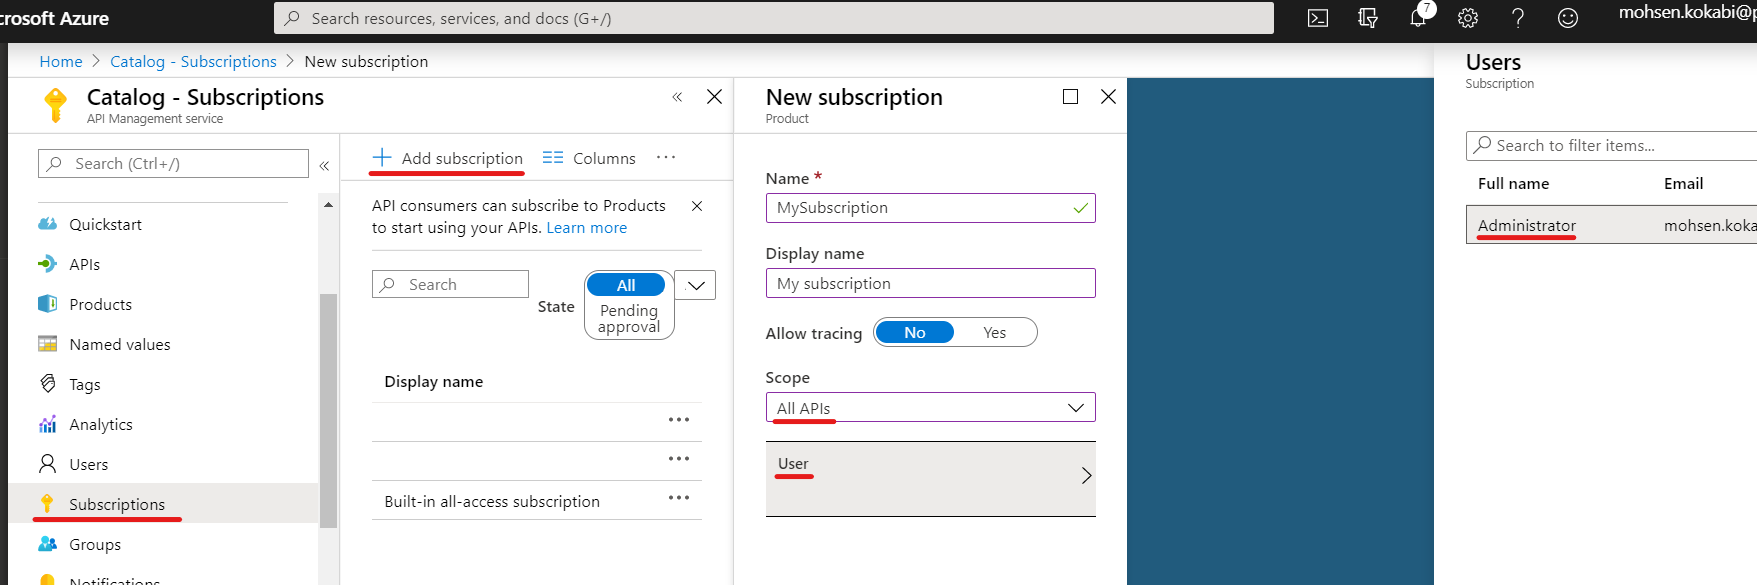 crosoft Azure
Search resources, services, and docs (G+/)
7
mohsen.kokabi@p
Home > Catalog - Subscriptions > New subscription
Catalog - Subscriptions
API Management service
Search (Ctrl+/)
Quickstart
APIs
Products
Named values
Tags
Analytics
Users
Subscriptions
Groups
Notifications
Add subscription
Columns
API consumers can subscribe to Products
to start using your APIs. Learn more
Search
State
All
Pending
approval
Display name
Built-in all-access subscription
New subscription
Product
Name *
MySubscription
Display name
My subscription
Allow tracing
No
Yes
Scope
All APIs
User
Users
Subscription
Search to filter items...
Full name
Email
Administrator
mohsen.koka